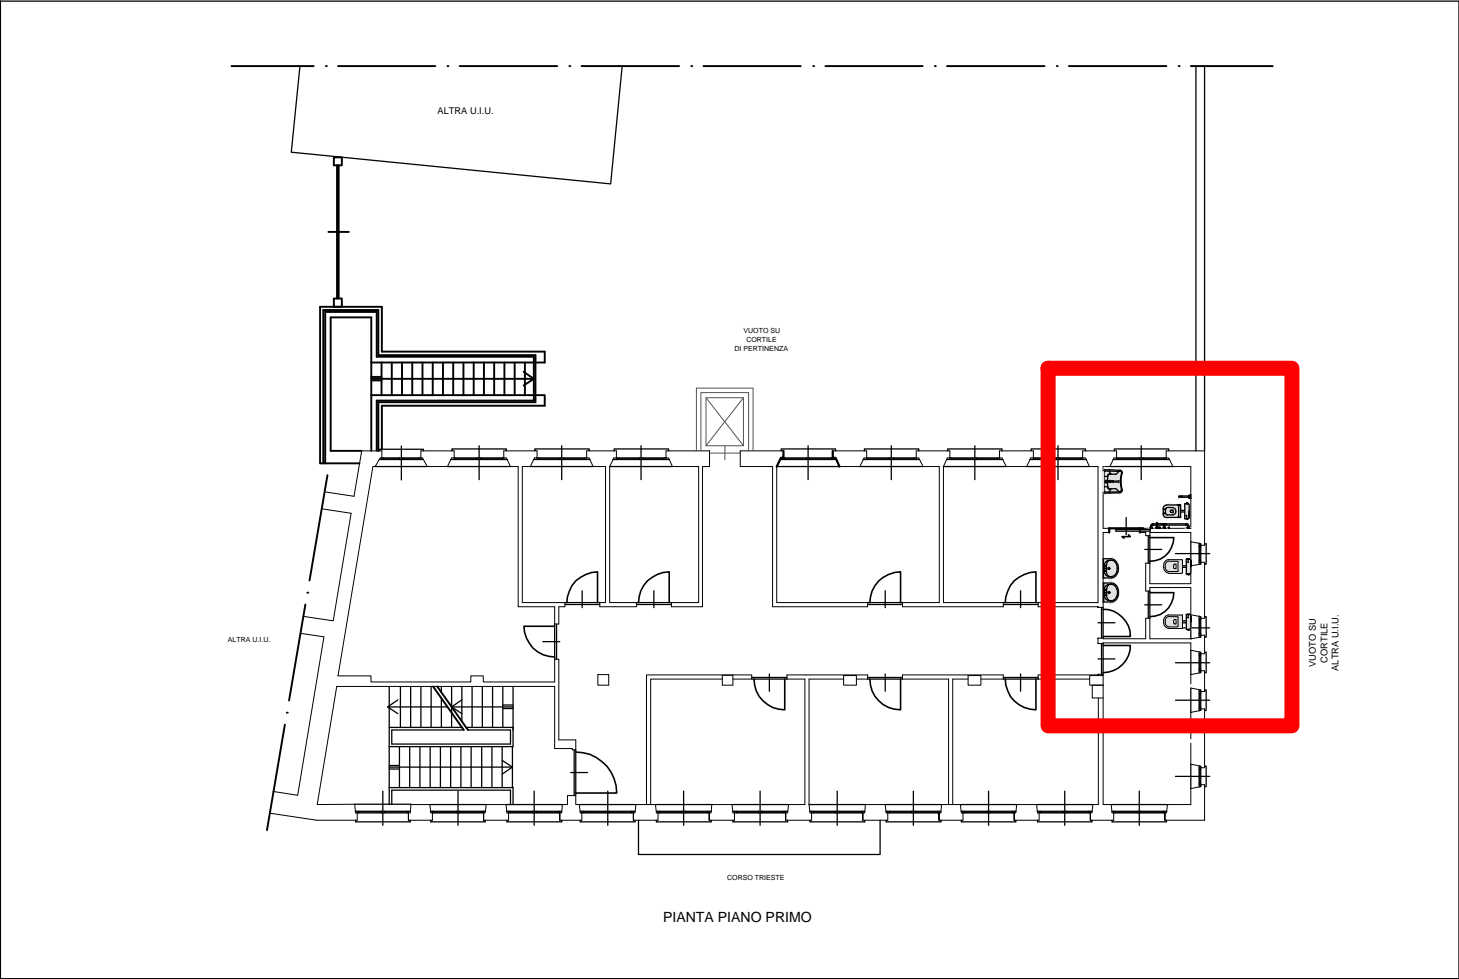 ALTRA U.I.U.
VUOTO SU
CORTILE
DI PERTINENZA
ALTRA U.I.U.
VUOTO SU
CORTILE
ALTRA U.I.U.
CORSO TRIESTE
PIANTA PIANO PRIMO